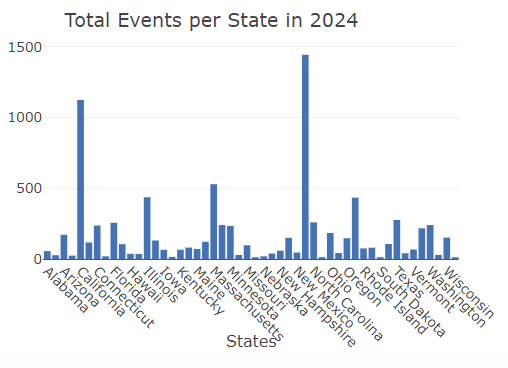 Total Events per State in 2024
1500
1000
500
0
Alabama
Arizona
California
Connecticut
Florida
Hawaii
Illinois
Iowa
Kentucky
Maine
Massachusetts
Minnesota
Missouri
Nebraska
New Hampshire
New Mexico
North Carolina
Oregon
Rhode Island
South Dakota
Texas
Vermont
Washington
Wisconsin
States